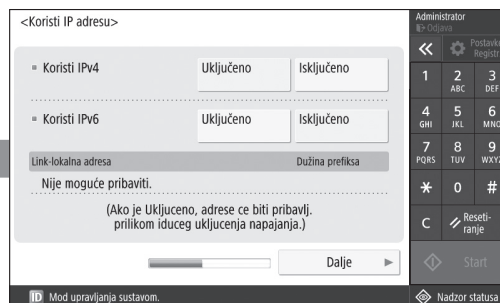 <Koristi IP adresu>
Koristi IPv4 Uključeno Isključeno
Koristi IPv6 Uključeno Isključeno
Link-lokalna adresa Dužina prefiksa
Nije moguće pribaviti.
(Ako je Ukljuceno, adrese ce biti pribavlj.
prilikom iduceg ukljucenja napajanja.)
Dalje
ID Mod upravljanja sustavom.
Administrator
Odjava
1 2 3
ABC DEF
4 5 6
GHI JKL MNO
7 8 9
PQRS TUV WXYZ
* 0 #
C Reseti-
ranje
Start
Nadzor statusa